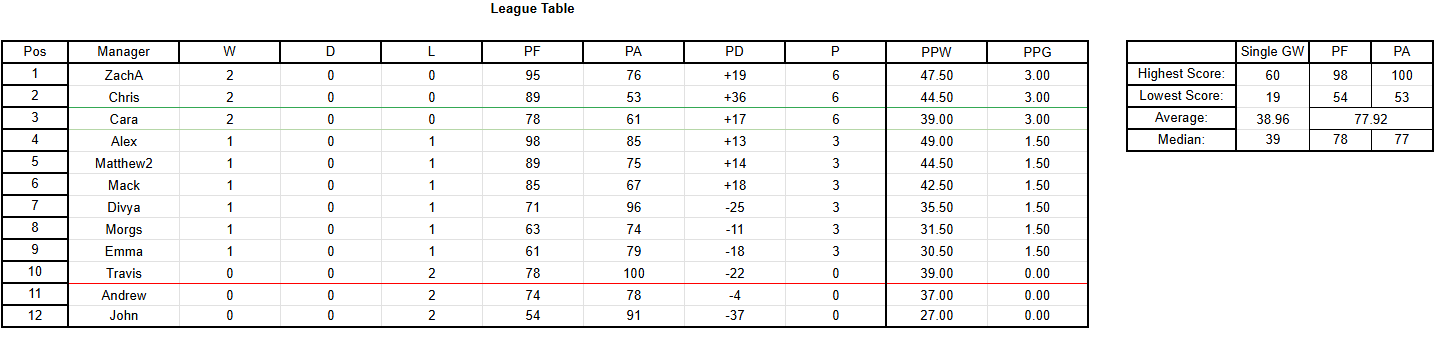 League Table
Pos Manager W D L PF PA PD P PPW PPG
1 ZachA 2 0 0 95 76 +19 6 47.50 3.00
2 Chris 2 0 0 89 53 +36 6 44.50 3.00
3 Cara 2 0 0 78 61 +17 6 39.00 3.00
4 Alex 1 0 1 98 85 +13 3 49.00 1.50
5 Matthew2 1 0 1 89 75 +14 3 44.50 1.50
6 Mack 1 0 1 85 67 +18 3 42.50 1.50
7 Divya 1 0 1 71 96 -25 3 35.50 1.50
8 Morgs 1 0 1 63 74 -11 3 31.50 1.50
9 Emma 1 0 1 61 79 -18 3 30.50 1.50
10 Travis 0 0 2 78 100 -22 0 39.00 0.00
11 Andrew 0 0 2 74 78 -4 0 37.00 0.00
12 John 0 0 2 54 91 -37 0 27.00 0.00
Single GW PF PA
Highest Score: 60 98 100
Lowest Score: 19 54 53
Average: 38.96 77.92
Median: 39 78 77